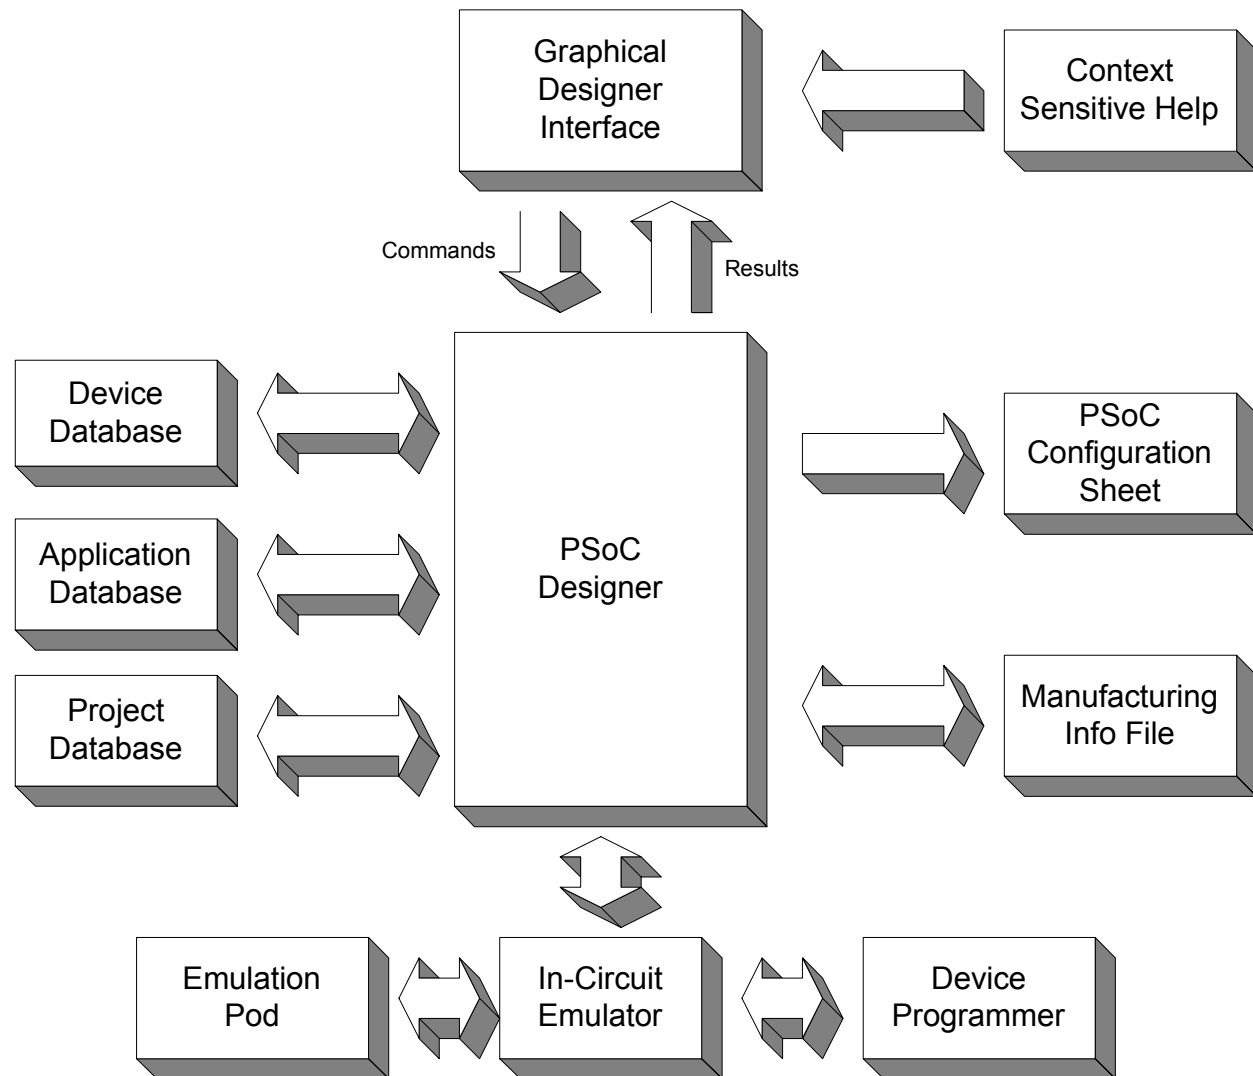 Graphical
Designer
Interface
Context
Sensitive Help
Commands
Results
Device
Database
PSoC
Configuration
Sheet
Application
Database
PSoC
Designer
Project
Database
Manufacturing
Info File
Emulation
Pod
In-Circuit
Emulator
Device
Programmer